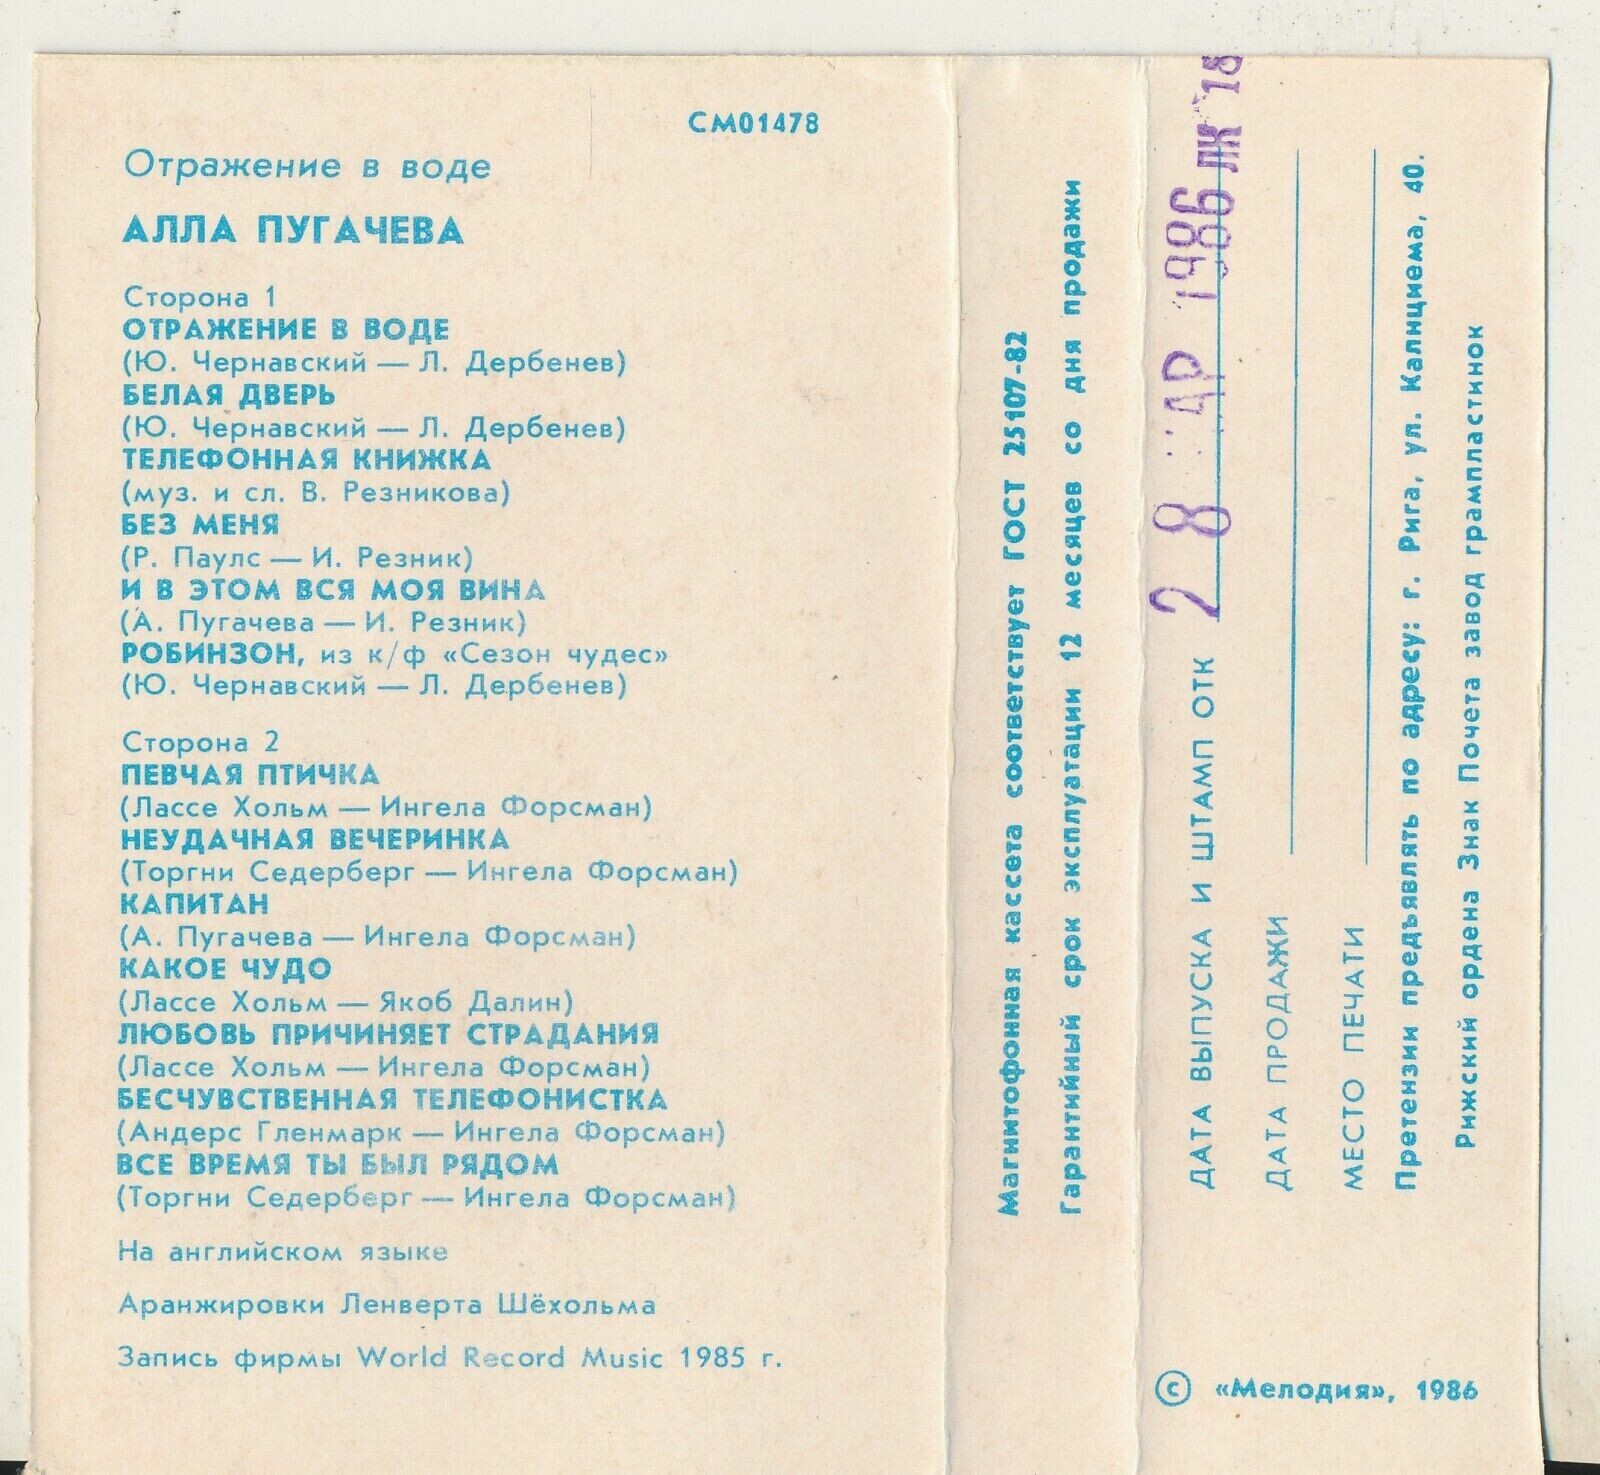 СМ01478
Отражение в воде
АЛЛА ПУГАЧЕВА
Сторона 1
ОТРАЖЕНИЕ В ВОДЕ
(Ю. Чернавский — Л. Дербенев)
БЕЛАЯ ДВЕРЬ
(Ю. Чернавский — Л. Дербенев)
ТЕЛЕФОННАЯ КНИЖКА
(муз. и сл. В. Резникова)
БЕЗ МЕНЯ
(Р. Паулс — И. Резник)
И В ЭТОМ ВСЯ МОЯ ВИНА
(А. Пугачева — И. Резник)
РОБИНЗОН, из к/ф «Сезон чудес»
(Ю. Чернавский — Л. Дербенев)
Сторона 2
ПЕВЧАЯ ПТИЧКА
(Лассе Хольм — Ингела Форсман)
НЕУДАЧНАЯ ВЕЧЕРИНКА
(Торгни Седерберг — Ингела Форсман)
КАПИТАН
(А. Пугачева — Ингела Форсман)
КАКОЕ ЧУДО
(Лассе Хольм — Якоб Далин)
ЛЮБОВЬ ПРИЧИНЯЕТ СТРАДАНИЯ
(Лассе Хольм — Ингела Форсман)
БЕСЧУВСТВЕННАЯ ТЕЛЕФОНИСТКА
(Андерс Гленмарк — Ингела Форсман)
ВСЕ ВРЕМЯ ТЫ БЫЛ РЯДОМ
(Торгни Седерберг — Ингела Форсман)
На английском языке
Аранжировки Ленверта Шёхольма
Запись фирмы World Record Music 1985 г.
Магнитофонная кассета соответствует ГОСТ 25107-82
Гарантийный срок эксплуатации 12 месяцев со дня продажи
ДАТА ВЫПУСКА И ШТАМП ОТК 28 1986 ЛК 18
ДАТА ПРОДАЖИ
МЕСТО ПЕЧАТИ
Претензии предъявлять по адресу: г. Рига, ул. Калнциема, 40.
Рижский ордена Знак Почета завод грампластинок
© «Мелодия», 1986